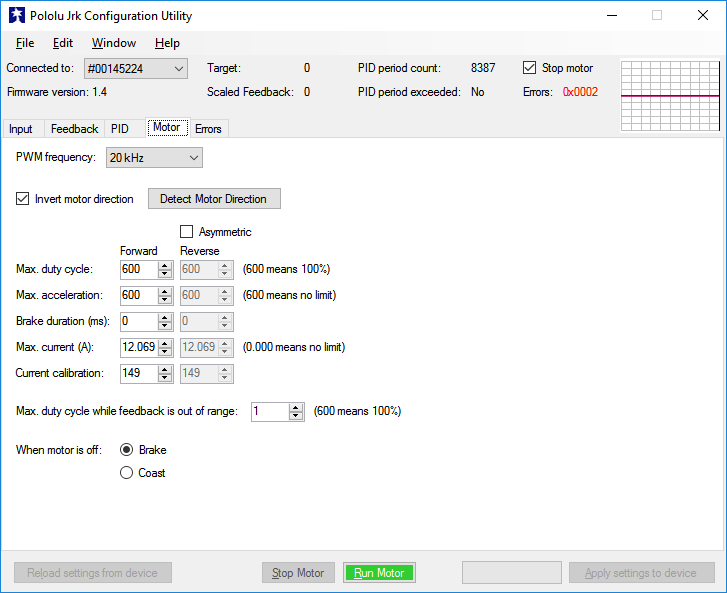 Pololu Jrk Configuration Utility
File Edit Window Help
Connected to: #00145224 Target: 0 PID period count: 8387 Stop motor
Firmware version: 1.4 Scaled Feedback: 0 PID period exceeded: No Errors: 0x0002
Input Feedback PID Motor Errors
PWM frequency: 20 kHz
Invert motor direction Detect Motor Direction
Asymmetric
Forward Reverse
Max. duty cycle: 600 600 (600 means 100%)
Max. acceleration: 600 600 (600 means no limit)
Brake duration (ms): 0 0
Max. current (A): 12.069 12.069 (0.000 means no limit)
Current calibration: 149 149
Max. duty cycle while feedback is out of range: 1 (600 means 100%)
When motor is off: Brake
Coast
Reload settings from device Stop Motor Run Motor Apply settings to device